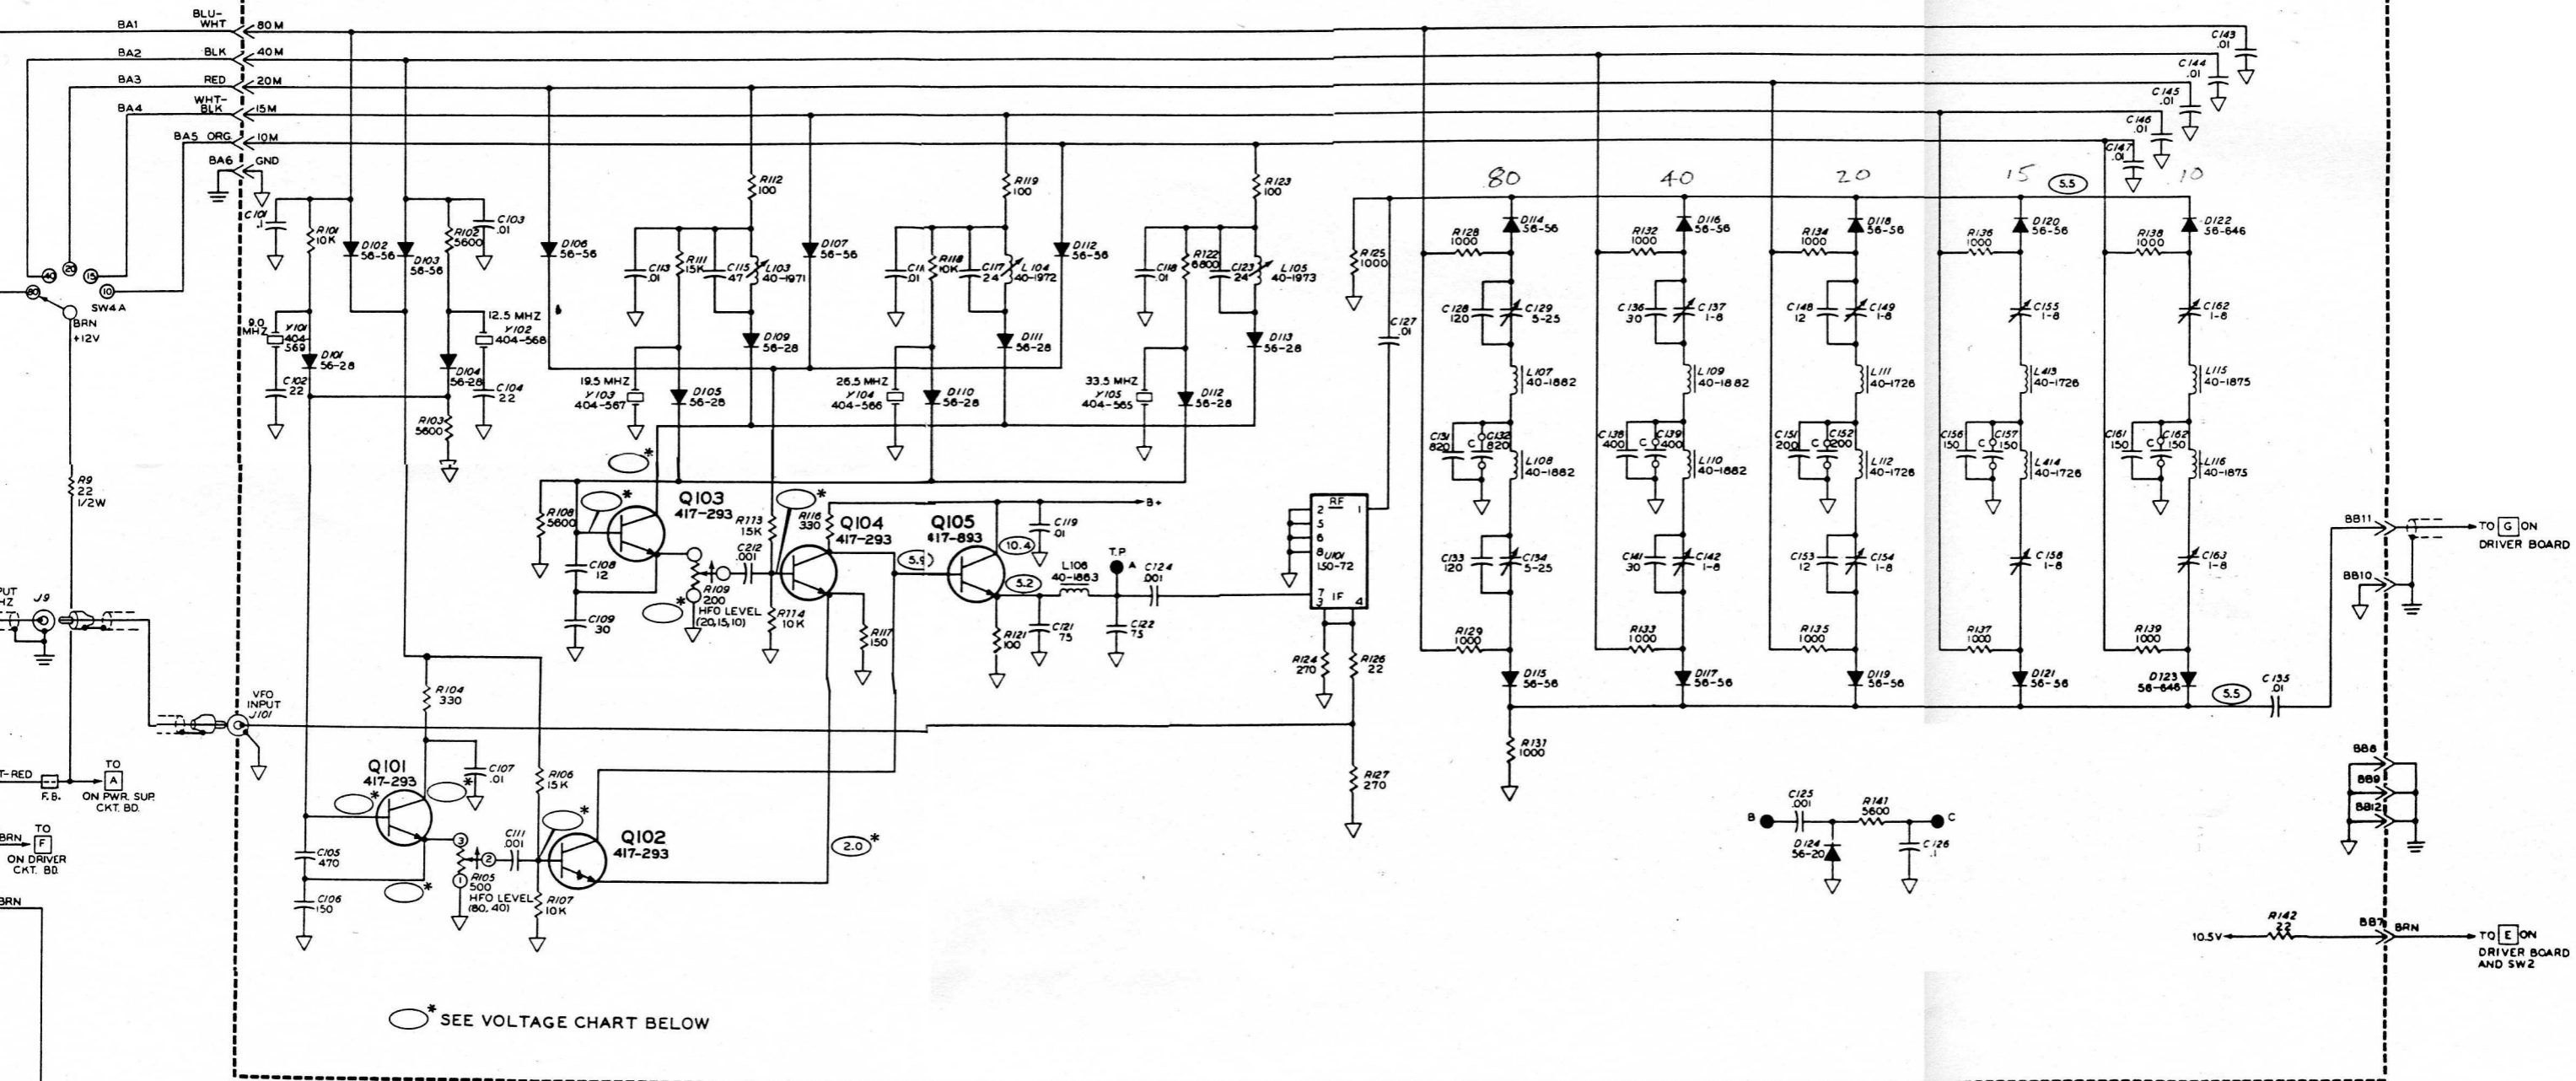 BA1
BLU-
WHT
80 M
BA2
BLK
40 M
BA3
RED
20M
BA4
WHT-
BLK
15M
BA5 ORG
10M
BA6
GND
C143
.01
C144
.01
C145
.01
C146
.01
C147
.01
80
40
20
15
5.5
10
C101
.1
R101
10K
D102
56-56
D103
56-56
R102
5600
C103
.01
D106
56-56
R112
100
C113
.01
R111
15K
C115
47
L103
40-1971
D107
56-56
R119
100
.01
R118
10K
C117
24
L104
40-1972
D112
56-56
R123
100
C118
.01
R122
6800
C123
24
L105
40-1973
R125
1000
40
20
15
80
10
SW4A
BRN
+12V
9.0
MHZ
Y101
404
569
D101
56-28
C102
22
12.5 MHZ
Y102
404-568
D104
56-28
C104
22
R103
5600
D109
56-28
D111
56-28
D113
56-28
19.5 MHZ
Y103
404-567
D105
56-28
26.5 MHZ
Y104
404-566
D110
56-28
33.5 MHZ
Y105
404-565
D112
56-28
C127
.01
R128
1000
D114
56-56
C128
120
C129
5-25
L107
40-1882
C131
820
C
C132
820
L108
40-1882
C133
120
C134
5-25
R129
1000
D115
56-56
R131
1000
R132
1000
D116
56-56
C136
30
C137
1-8
L109
40-1882
C138
400
C
C139
400
L110
40-1882
C141
30
C142
1-8
R133
1000
D117
56-56
R134
1000
D118
56-56
C148
12
C149
1-8
L111
40-1726
C151
200
C
C152
200
L112
40-1726
C153
12
C154
1-8
R135
1000
D119
56-56
R136
1000
D120
56-56
C155
1-8
L413
40-1726
C156
150
C
C157
150
L414
40-1726
C158
1-8
R137
1000
D121
56-56
R138
1000
D122
56-646
C162
1-8
L115
40-1875
C161
150
C
C162
150
L116
40-1875
C163
1-8
R139
1000
D123
56-646
5.5
C135
.01
R9
22
1/2W
*
*
*
R108
5600
Q103
417-293
C108
12
C109
30
*
R109
200
HFO LEVEL
(20,15,10)
C212
.001
R113
15K
R116
330
Q104
417-293
R114
10K
R117
150
5.9
Q105
417-893
10.4
5.2
C119
.01
B+
R121
100
C121
75
L106
40-1883
T.P.
A
C122
75
C124
.001
2
RF
1
5
6
8
U101
150-72
7
3
IF
4
R124
270
R126
22
R127
270
BB11
TO G ON
DRIVER BOARD
BB10
J9
VFO
INPUT
J101
R104
330
Q101
417-293
*
*
C107
.01
C105
470
C106
150
*
3
2
1
R105
500
HFO LEVEL
(80,40)
C111
.001
R106
15K
R107
10K
*
Q102
417-293
2.0 *
T-RED
F.B.
TO
A
ON PWR. SUP.
CKT. BD.
BRN
TO
F
ON DRIVER
CKT. BD.
BRN
B
C125
.001
D124
56-20
R141
5600
C
C126
.1
BB8
BB9
BB12
10.5V
R142
22
BB7
BRN
TO E ON
DRIVER BOARD
AND SW2
* SEE VOLTAGE CHART BELOW